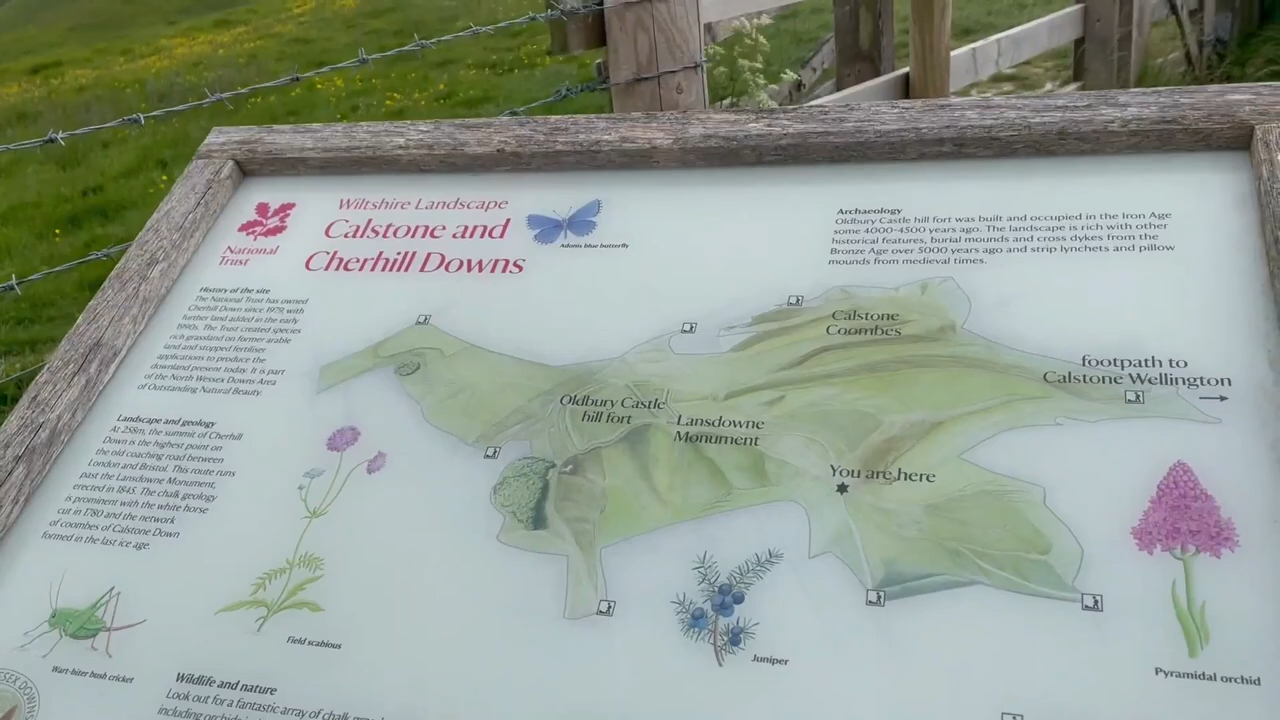 National
Trust
Wiltshire Landscape
Calstone and
Cherhill Downs
Adonis blue butterfly
Archaeology
Oldbury Castle hill fort was built and occupied in the Iron Age
some 4000-4500 years ago. The landscape is rich with other
historical features, burial mounds and cross dykes from the
Bronze Age over 5000 years ago and strip lynchets and pillow
mounds from medieval times.
History of the site
The National Trust has owned
Cherhill Down since 1979, with
further land added in the early
1990s. The Trust created species
rich grassland on former arable
land and stopped fertiliser
applications to produce the
downland present today. It is part
of the North Wessex Downs Area
of Outstanding Natural Beauty.
Landscape and geology
At 258m, the summit of Cherhill
Down is the highest point on
the old coaching road between
London and Bristol. This route runs
past the Lansdowne Monument,
erected in 1845. The chalk geology
is prominent with the white horse
cut in 1780 and the network
of coombes of Calstone Down
formed in the last ice age.
Calstone
Coombes
footpath to
Calstone Wellington
Oldbury Castle
hill fort
Lansdowne
Monument
You are here
Wart-biter bush cricket
Field scabious
Juniper
Pyramidal orchid
Wildlife and nature
Look out for a fantastic array of chalk
including